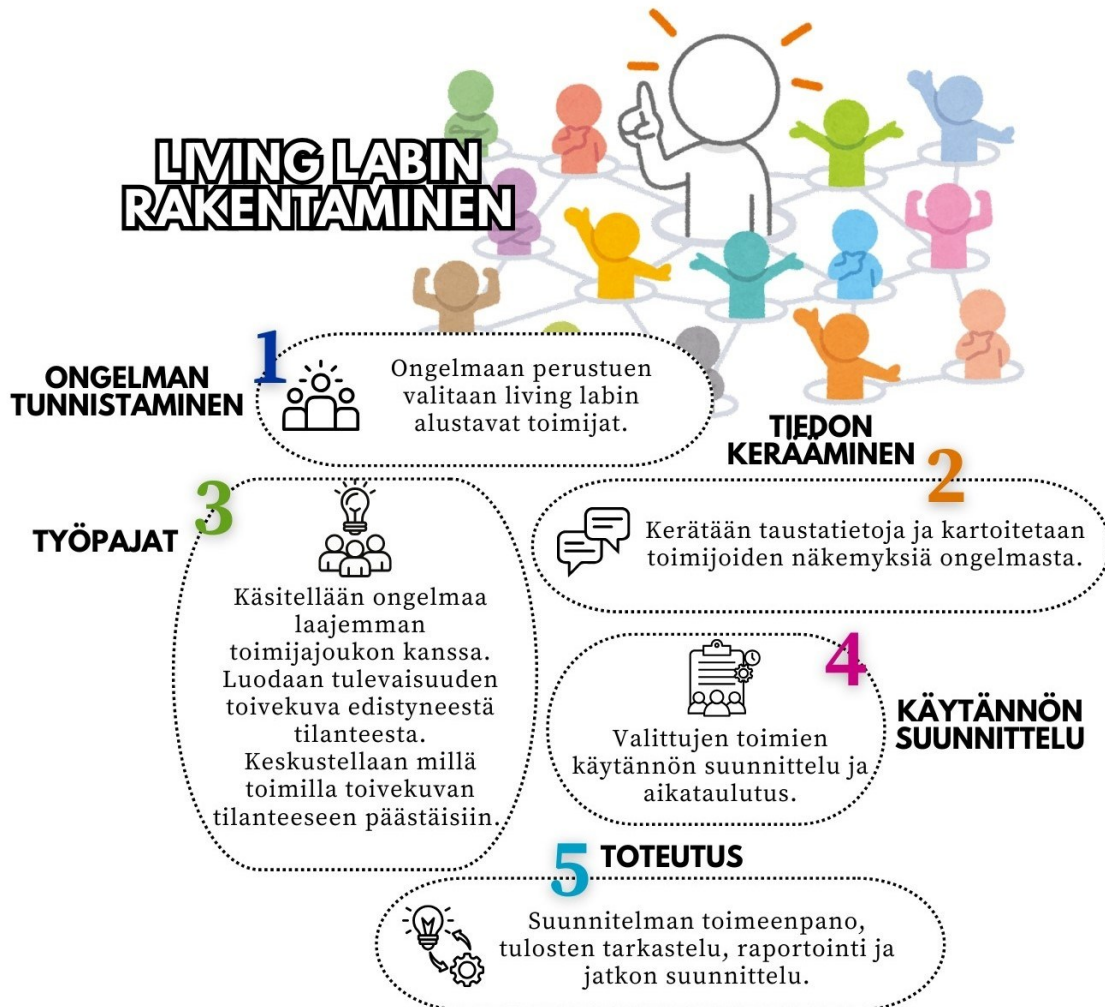 LIVING LABIN
RAKENTAMINEN
1
ONGELMAN
TUNNISTAMINEN
Ongelmaan perustuen
valitaan living labin
alustavat toimijat.
TIEDON
KERÄÄMINEN
2
Kerätään taustatietoja ja kartoitetaan
toimijoiden näkemyksiä ongelmasta.
3
TYÖPAJAT
Käsitellään ongelmaa
laajemman
toimijajoukon kanssa.
Luodaan tulevaisuuden
toivekuva edistyneestä
tilanteesta.
Keskustellaan millä
toimilla toivekuvan
tilanteeseen päästäisiin.
4
KÄYTÄNNÖN
SUUNNITTELU
Valittujen toimien
käytännön suunnittelu ja
aikataulutus.
5
TOTEUTUS
Suunnitelman toimeenpano,
tulosten tarkastelu, raportointi ja
jatkon suunnittelu.